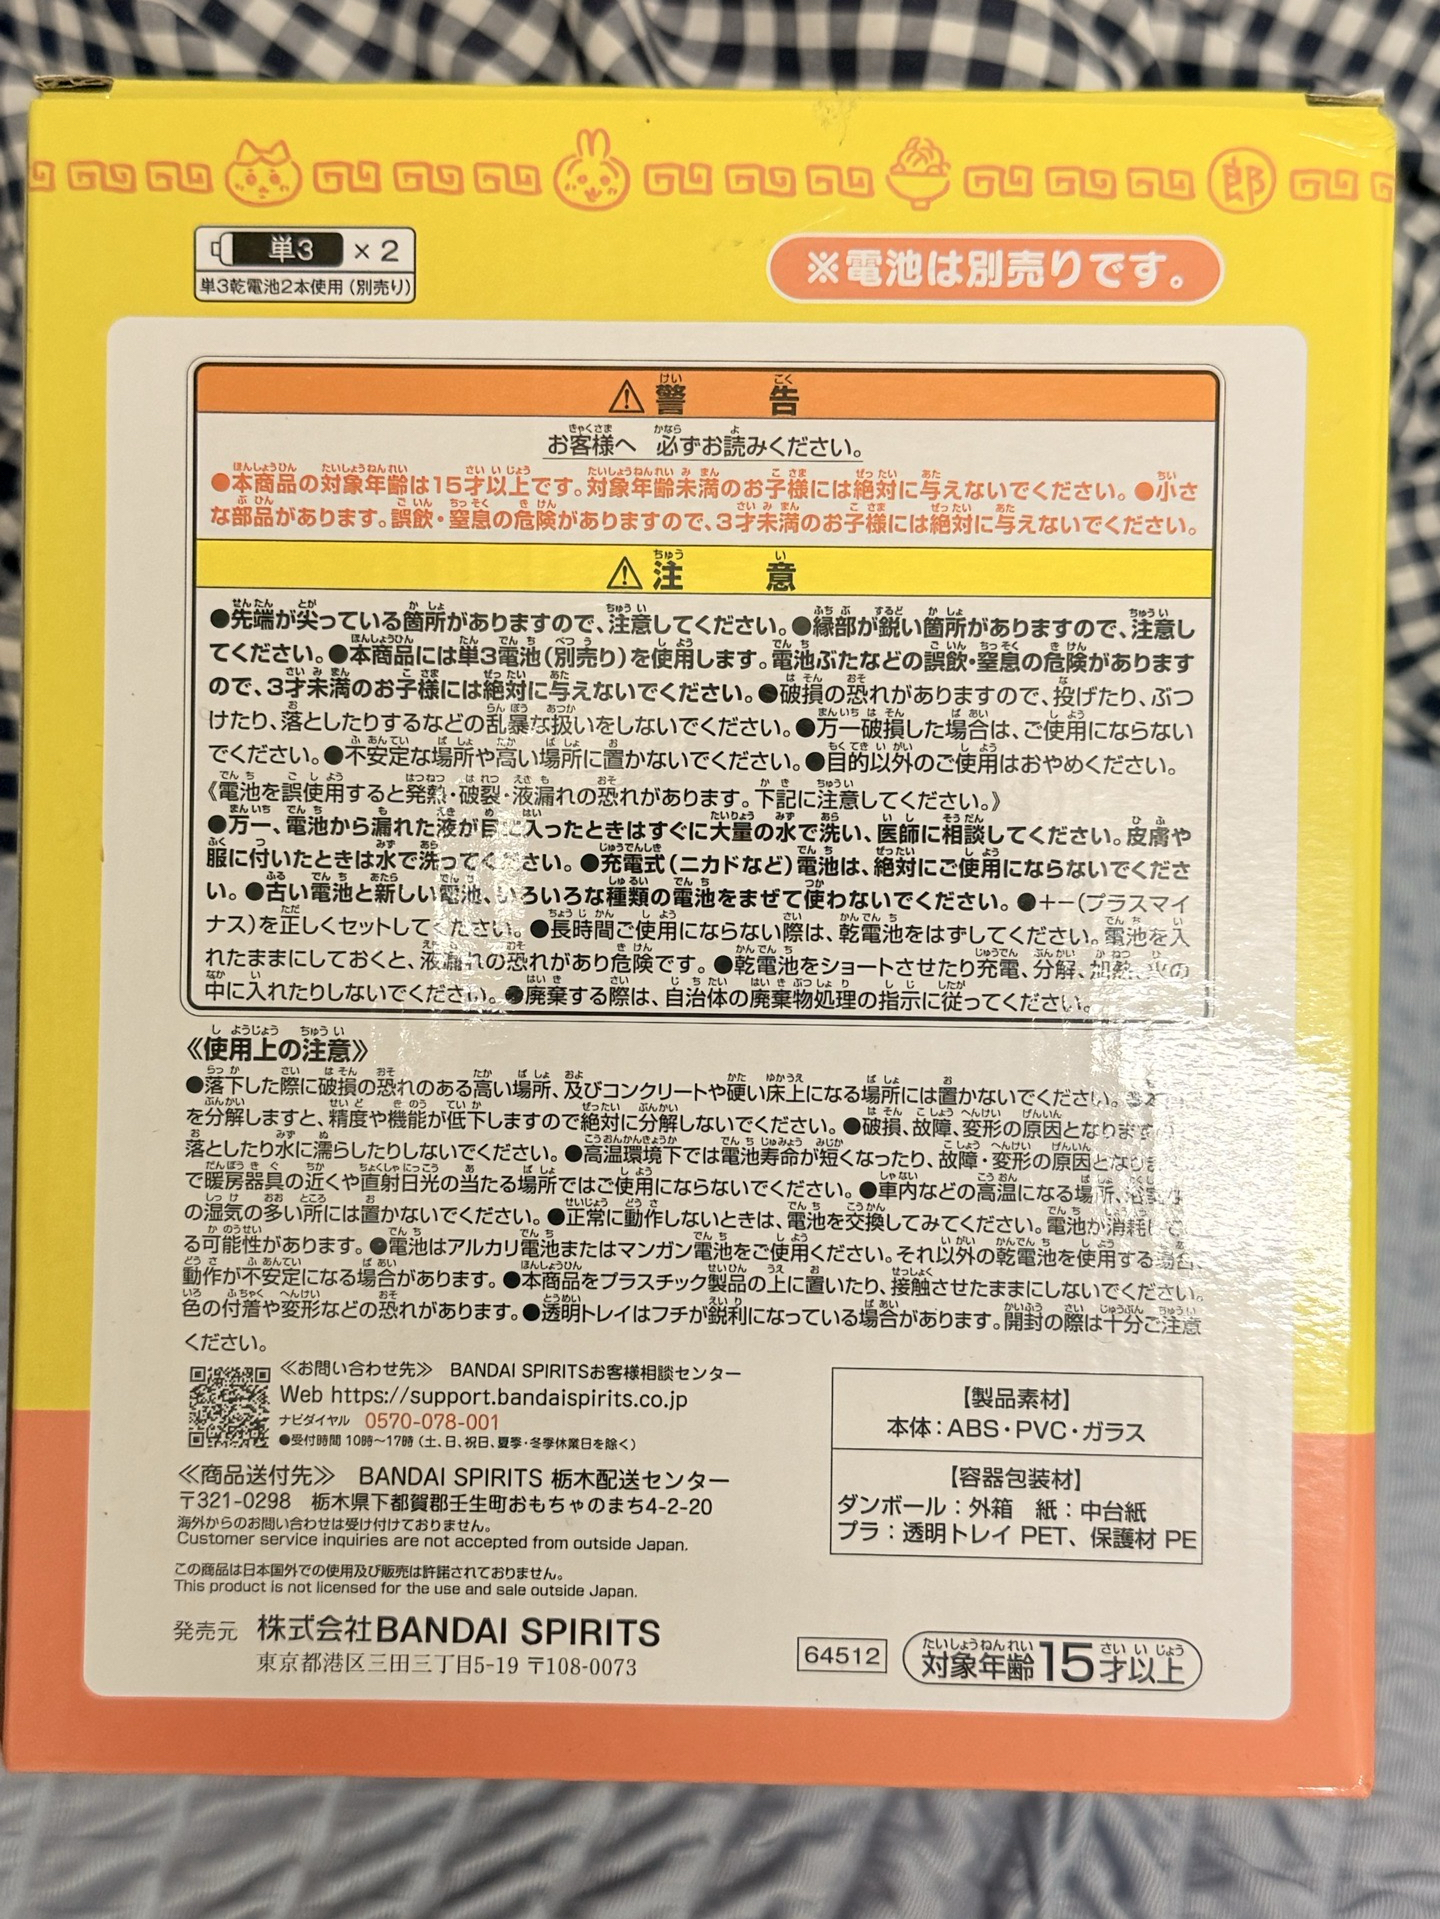 郎
単3 ×2
単3乾電池2本使用(別売り)
※電池は別売りです。
⚠警告
お客様へ 必ずお読みください。
●本商品の対象年齢は15才以上です。対象年齢未満のお子様には絶対に与えないでください。●小さ
な部品があります。誤飲・窒息の危険がありますので、3才未満のお子様には絶対に与えないでください。
⚠注意
●先端が尖っている箇所がありますので、注意してください。●縁部が鋭い箇所がありますので、注意し
てください。●本商品には単3電池(別売り)を使用します。電池ぶたなどの誤飲・窒息の危険があります
ので、3才未満のお子様には絶対に与えないでください。●破損の恐れがありますので、投げたり、ぶつ
けたり、落としたりするなどの乱暴な扱いをしないでください。●万一破損した場合は、ご使用にならない
でください。●不安定な場所や高い場所に置かないでください。●目的以外のご使用はおやめください。
《電池を誤使用すると発熱・破裂・液漏れの恐れがあります。下記に注意してください。》
●万一、電池から漏れた液が目に入ったときはすぐに大量の水で洗い、医師に相談してください。皮膚や
服に付いたときは水で洗ってください。●充電式(ニカドなど)電池は、絶対にご使用にならないでくださ
い。●古い電池と新しい電池、いろいろな種類の電池をまぜて使わないでください。●+−(プラスマイ
ナス)を正しくセットしてください。●長時間ご使用にならない際は、乾電池をはずしてください。電池を入
れたままにしておくと、液漏れの恐れがあり危険です。●乾電池をショートさせたり充電、分解、加熱、火の
中に入れたりしないでください。●廃棄する際は、自治体の廃棄物処理の指示に従ってください。
《使用上の注意》
●落下した際に破損の恐れのある高い場所、及びコンクリートや硬い床上になる場所には置かないでください。
を分解しますと、精度や機能が低下しますので絶対に分解しないでください。●破損、故障、変形の原因となります
落としたり水に濡らしたりしないでください。●高温環境下では電池寿命が短くなったり、故障・変形の原因となりま
で暖房器具の近くや直射日光の当たる場所ではご使用にならないでください。●車内などの高温になる場所、
の湿気の多い所には置かないでください。●正常に動作しないときは、電池を交換してみてください。電池が消耗して
る可能性があります。●電池はアルカリ電池またはマンガン電池をご使用ください。それ以外の乾電池を使用する場合、
動作が不安定になる場合があります。●本商品をプラスチック製品の上に置いたり、接触させたままにしないでください。
色の付着や変形などの恐れがあります。●透明トレイはフチが鋭利になっている場合があります。開封の際は十分ご注意
ください。
≪お問い合わせ先≫ BANDAI SPIRITSお客様相談センター
Web https://support.bandaispirits.co.jp
ナビダイヤル 0570-078-001
●受付時間 10時〜17時(土、日、祝日、夏季・冬季休業日を除く)
≪商品送付先≫ BANDAI SPIRITS 栃木配送センター
〒321-0298 栃木県下都賀郡壬生町おもちゃのまち4-2-20
海外からのお問い合わせは受け付けておりません。
Customer service inquiries are not accepted from outside Japan.
この商品は日本国外での使用及び販売は許諾されておりません。
This product is not licensed for the use and sale outside Japan.
発売元 株式会社BANDAI SPIRITS
東京都港区三田三丁目5-19 〒108-0073
【製品素材】
本体:ABS・PVC・ガラス
【容器包装材】
ダンボール:外箱 紙:中台紙
プラ:透明トレイ PET、保護材 PE
64512
対象年齢15才以上